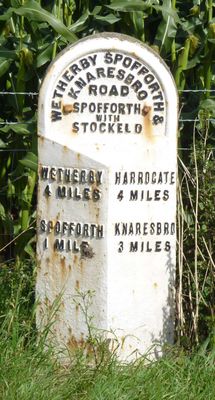 WETHERBY SPOFFORTH &
KNARESBRO
ROAD
SPOFFORTH
WITH
STOCKELD
WETHERBY
4 MILES
SPOFFORTH
1 MILE
HARROGATE
4 MILES
KNARESBRO
3 MILES